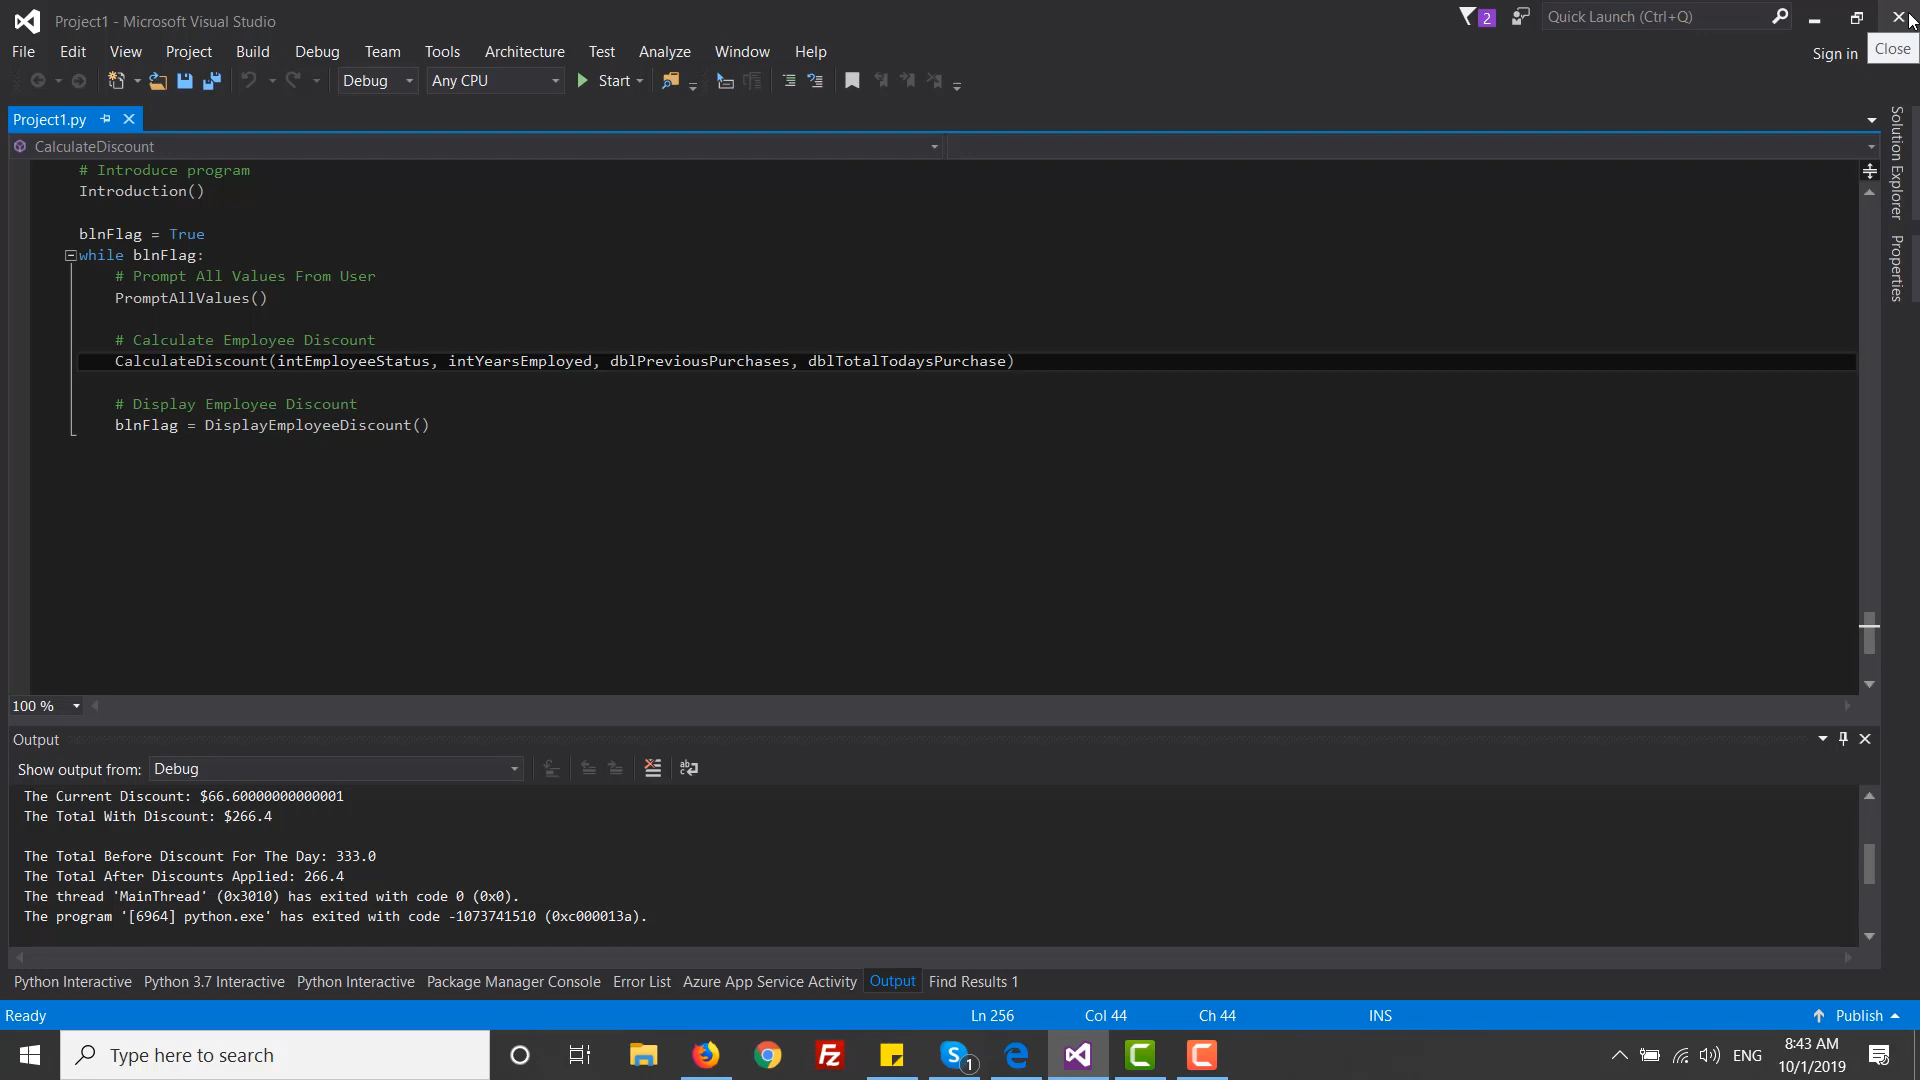 Project1 - Microsoft Visual Studio
2
Quick Launch (Ctrl+Q)
File Edit View Project Build Debug Team Tools Architecture Test Analyze Window Help
Sign in
Close
Debug Any CPU Start
Project1.py
CalculateDiscount
# Introduce program
Introduction()
blnFlag = True
while blnFlag:
# Prompt All Values From User
PromptAllValues()
# Calculate Employee Discount
CalculateDiscount(intEmployeeStatus, intYearsEmployed, dblPreviousPurchases, dblTotalTodaysPurchase)
# Display Employee Discount
blnFlag = DisplayEmployeeDiscount()
Solution Explorer
Properties
100 %
Output
Show output from: Debug
The Current Discount: $66.60000000000001
The Total With Discount: $266.4
The Total Before Discount For The Day: 333.0
The Total After Discounts Applied: 266.4
The thread 'MainThread' (0x3010) has exited with code 0 (0x0).
The program '[6964] python.exe' has exited with code -1073741510 (0xc000013a).
Python Interactive Python 3.7 Interactive Python Interactive Package Manager Console Error List Azure App Service Activity Output Find Results 1
Ready Ln 256 Col 44 Ch 44 INS Publish
Type here to search
1
ENG
8:43 AM
10/1/2019